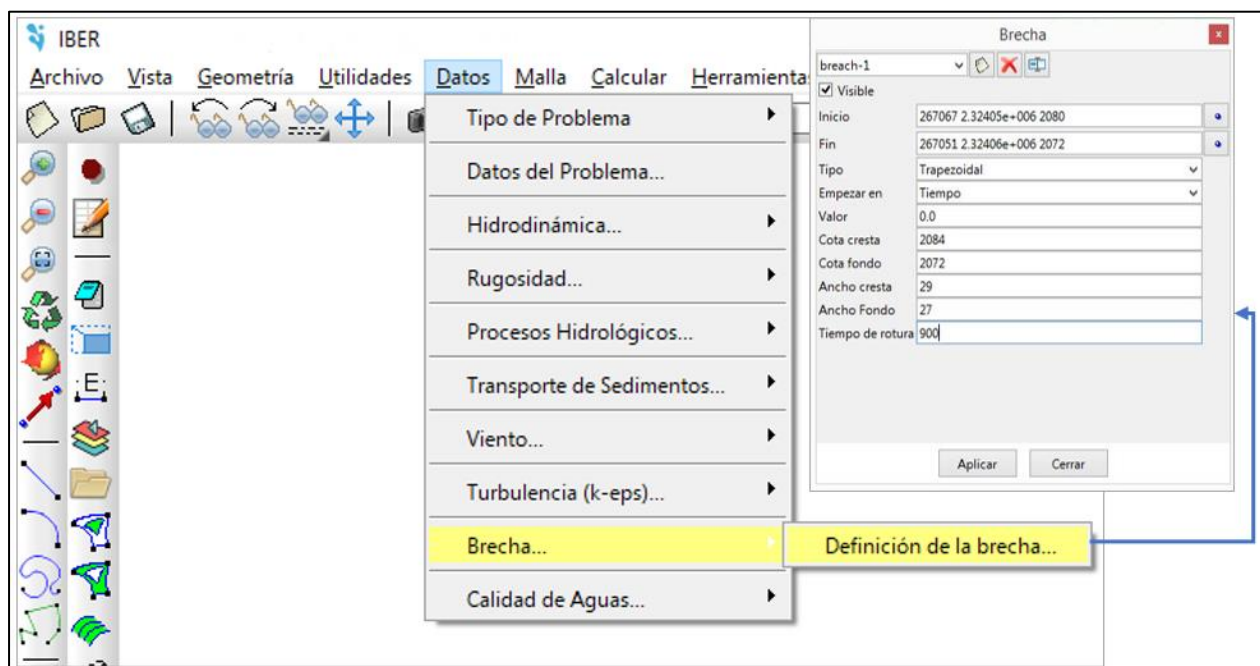 IBER
Archivo Vista Geometría Utilidades Datos Malla Calcular Herramienta
Tipo de Problema
Datos del Problema...
Hidrodinámica...
Rugosidad...
Procesos Hidrológicos...
Transporte de Sedimentos...
Viento...
Turbulencia (k-eps)...
Brecha...
Definición de la brecha...
Calidad de Aguas...
E
Brecha
x
breach-1
Visible
Inicio 267067 2.32405e+006 2080
Fin 267051 2.32406e+006 2072
Tipo Trapezoidal
Empezar en Tiempo
Valor 0.0
Cota cresta 2084
Cota fondo 2072
Ancho cresta 29
Ancho Fondo 27
Tiempo de rotura 900
Aplicar Cerrar